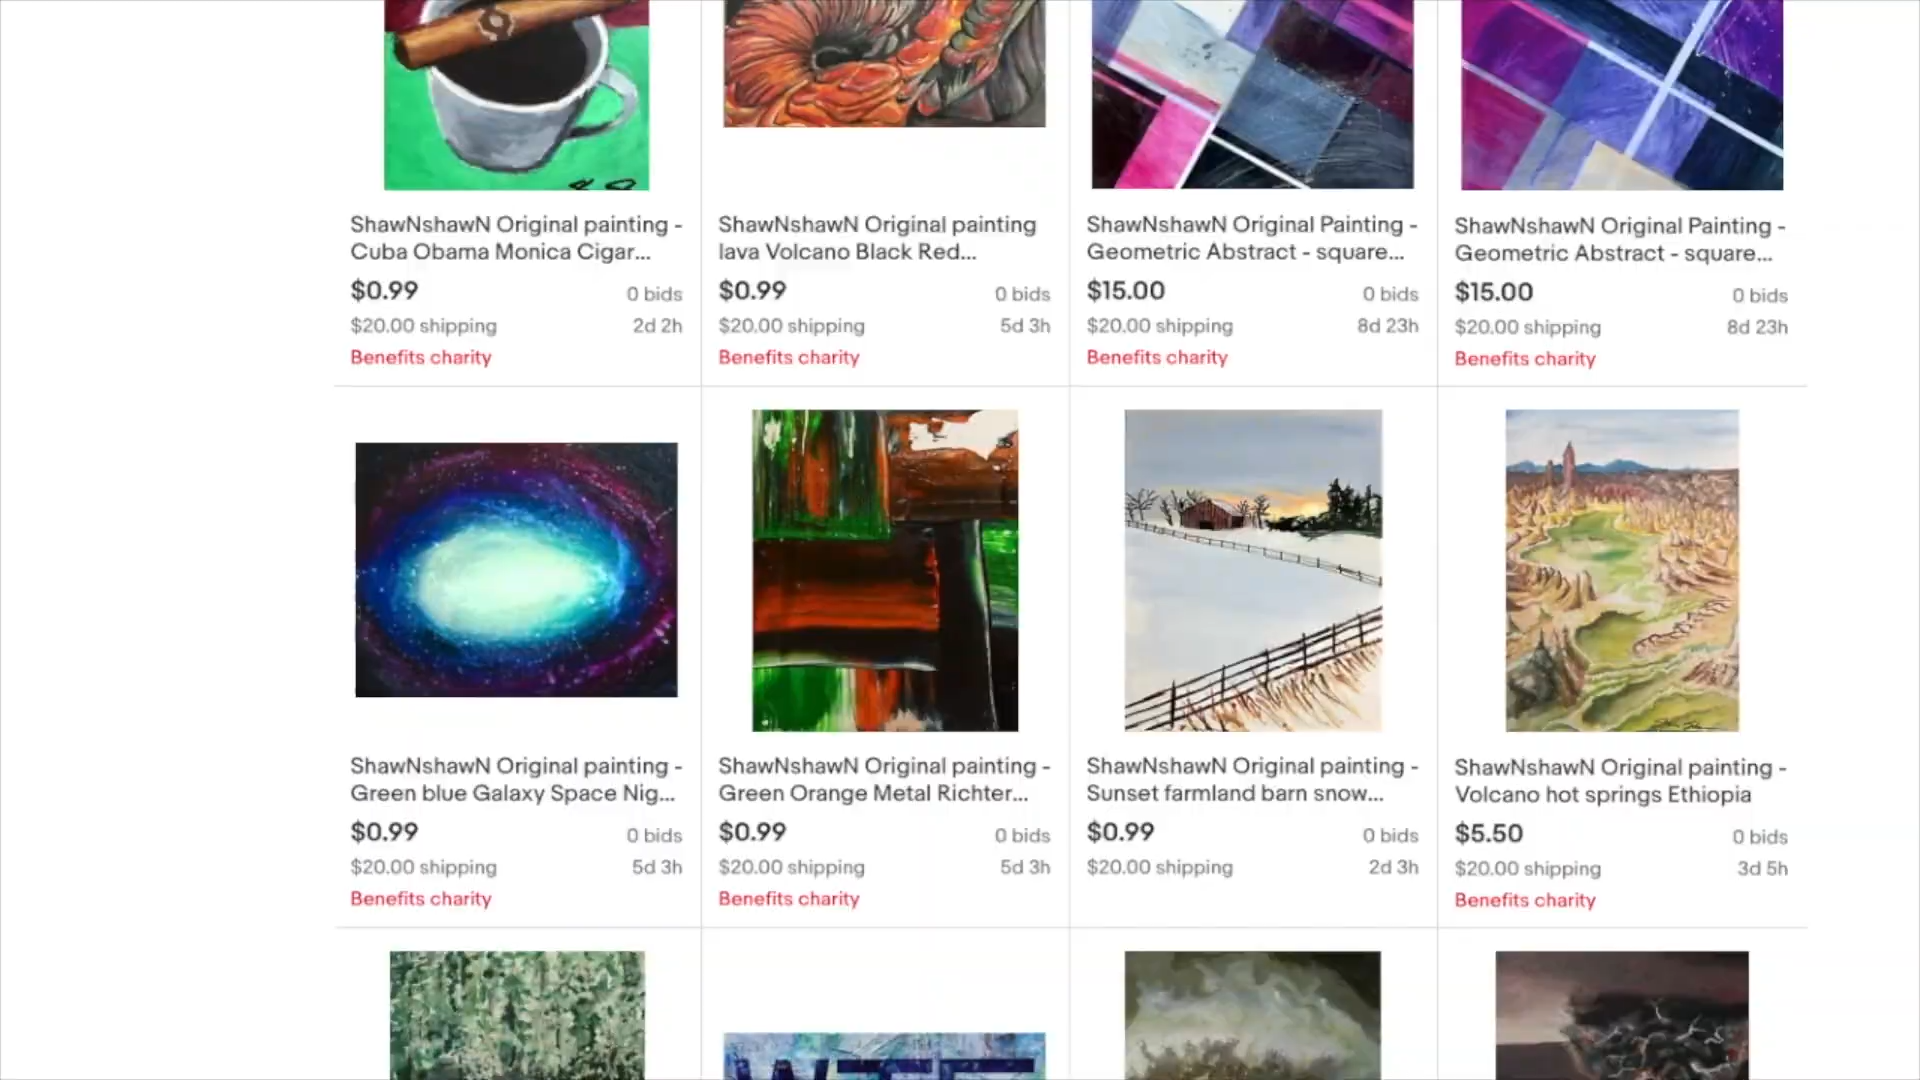 ShawNshawN Original painting -
Cuba Obama Monica Cigar...
$0.99
0 bids
$20.00 shipping
2d 2h
Benefits charity
ShawNshawN Original painting
lava Volcano Black Red...
$0.99
0 bids
$20.00 shipping
5d 3h
Benefits charity
ShawNshawN Original Painting -
Geometric Abstract - square...
$15.00
0 bids
$20.00 shipping
8d 23h
Benefits charity
ShawNshawN Original Painting -
Geometric Abstract - square...
$15.00
0 bids
$20.00 shipping
8d 23h
Benefits charity
ShawNshawN Original painting -
Green blue Galaxy Space Nig...
$0.99
0 bids
$20.00 shipping
5d 3h
Benefits charity
ShawNshawN Original painting -
Green Orange Metal Richter...
$0.99
0 bids
$20.00 shipping
5d 3h
Benefits charity
ShawNshawN Original painting -
Sunset farmland barn snow...
$0.99
0 bids
$20.00 shipping
2d 3h
ShawNshawN Original painting -
Volcano hot springs Ethiopia
$5.50
0 bids
$20.00 shipping
3d 5h
Benefits charity